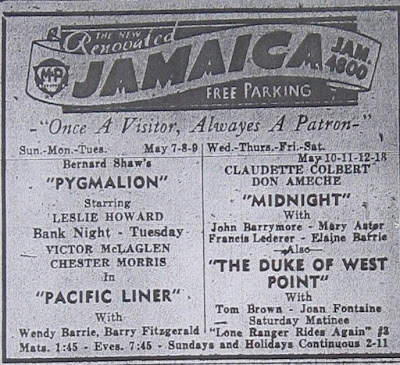 THE NEW
Renovated
M&P
JAMAICA
JAM.
4600
FREE PARKING
-"Once A Visitor, Alwayes A Patron-"
Sun.-Mon.-Tues. May 7-8-9
Bernard Shaw's
"PYGMALION"
Starring
LESLIE HOWARD
Bank Night - Tuesday
VICTOR McLAGLEN
CHESTER MORRIS
In
"PACIFIC LINER"
With
Wendy Barrie, Barry Fitzgerald
Wed.-Thurs.-Fri.-Sat.
May 10-11-12-13
CLAUDETTE COLBERT
DON AMECHE
"MIDNIGHT"
With
John Barrymore - Mary Astor
Francis Lederer - Elaine Barrie
—Also—
"THE DUKE OF WEST
POINT"
With
Tom Brown - Joan Fontaine
Saturday Matinee
"Lone Ranger Rides Again" #3
Mats. 1:45 - Eves. 7:45 - Sundays and Holidays Continuous 2-11